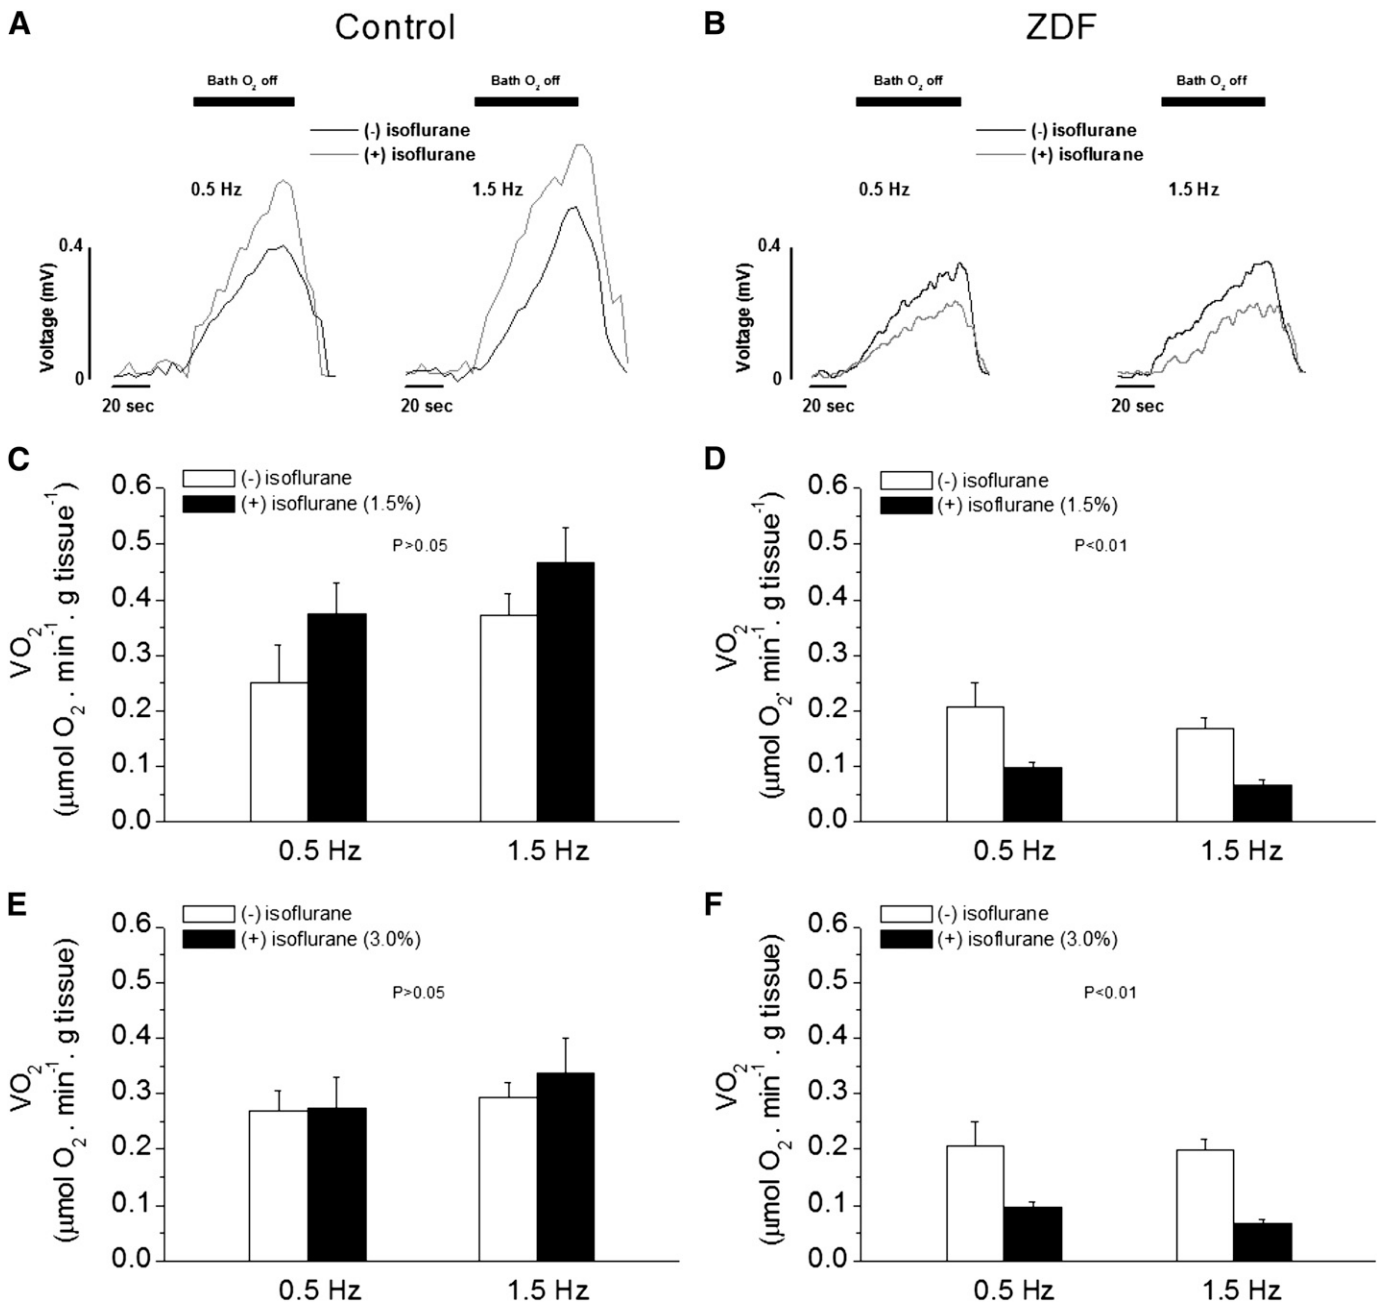 A
Control
B
ZDF
Bath O₂ off
Bath O₂ off
(-) isoflurane
(+) isoflurane
0.5 Hz
1.5 Hz
0.4
0
Voltage (mV)
20 sec
20 sec
Bath O₂ off
Bath O₂ off
(-) isoflurane
(+) isoflurane
0.5 Hz
1.5 Hz
0.4
0
Voltage (mV)
20 sec
20 sec
C
(-) isoflurane
(+) isoflurane (1.5%)
P>0.05
0.6
0.5
0.4
0.3
0.2
0.1
0.0
VO₂
(μmol O₂ . min⁻¹ . g tissue⁻¹)
0.5 Hz
1.5 Hz
D
(-) isoflurane
(+) isoflurane (1.5%)
P<0.01
0.6
0.5
0.4
0.3
0.2
0.1
0.0
VO₂
(μmol O₂. min⁻¹ . g tissue⁻¹)
0.5 Hz
1.5 Hz
E
(-) isoflurane
(+) isoflurane (3.0%)
P>0.05
0.6
0.5
0.4
0.3
0.2
0.1
0.0
VO₂
(μmol O₂ . min⁻¹ . g tissue)
0.5 Hz
1.5 Hz
F
(-) isoflurane
(+) isoflurane (3.0%)
P<0.01
0.6
0.5
0.4
0.3
0.2
0.1
0.0
VO₂
(μmol O₂ . min⁻¹ . g tissue)
0.5 Hz
1.5 Hz